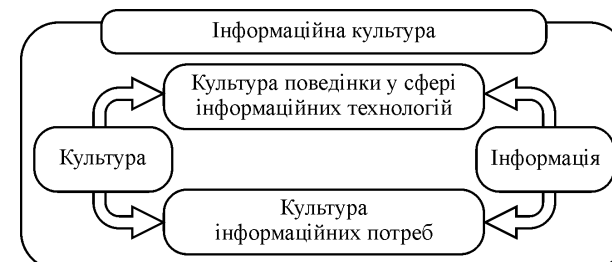 Інформаційна культура
Культура поведінки у сфері
інформаційних технологій
Культура
Інформація
Культура
інформаційних потреб